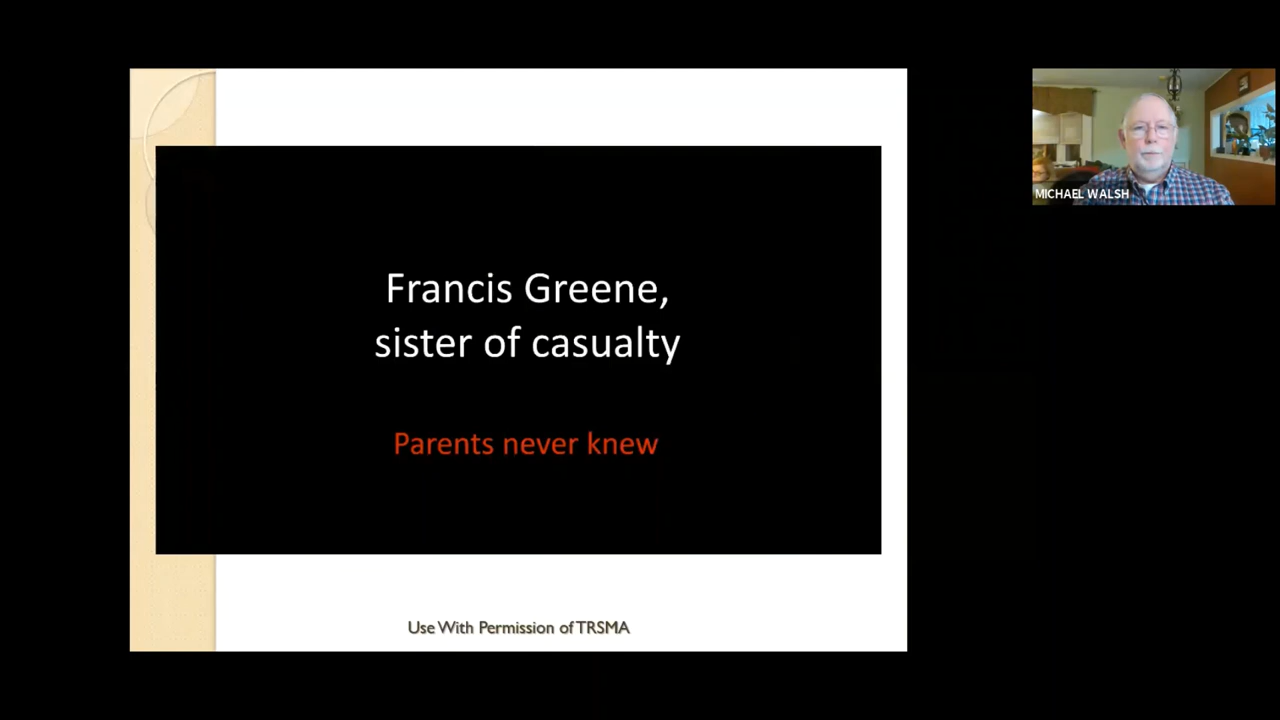 Francis Greene,
sister of casualty
Parents never knew
Use With Permission of TRSMA
MICHAEL WALSH